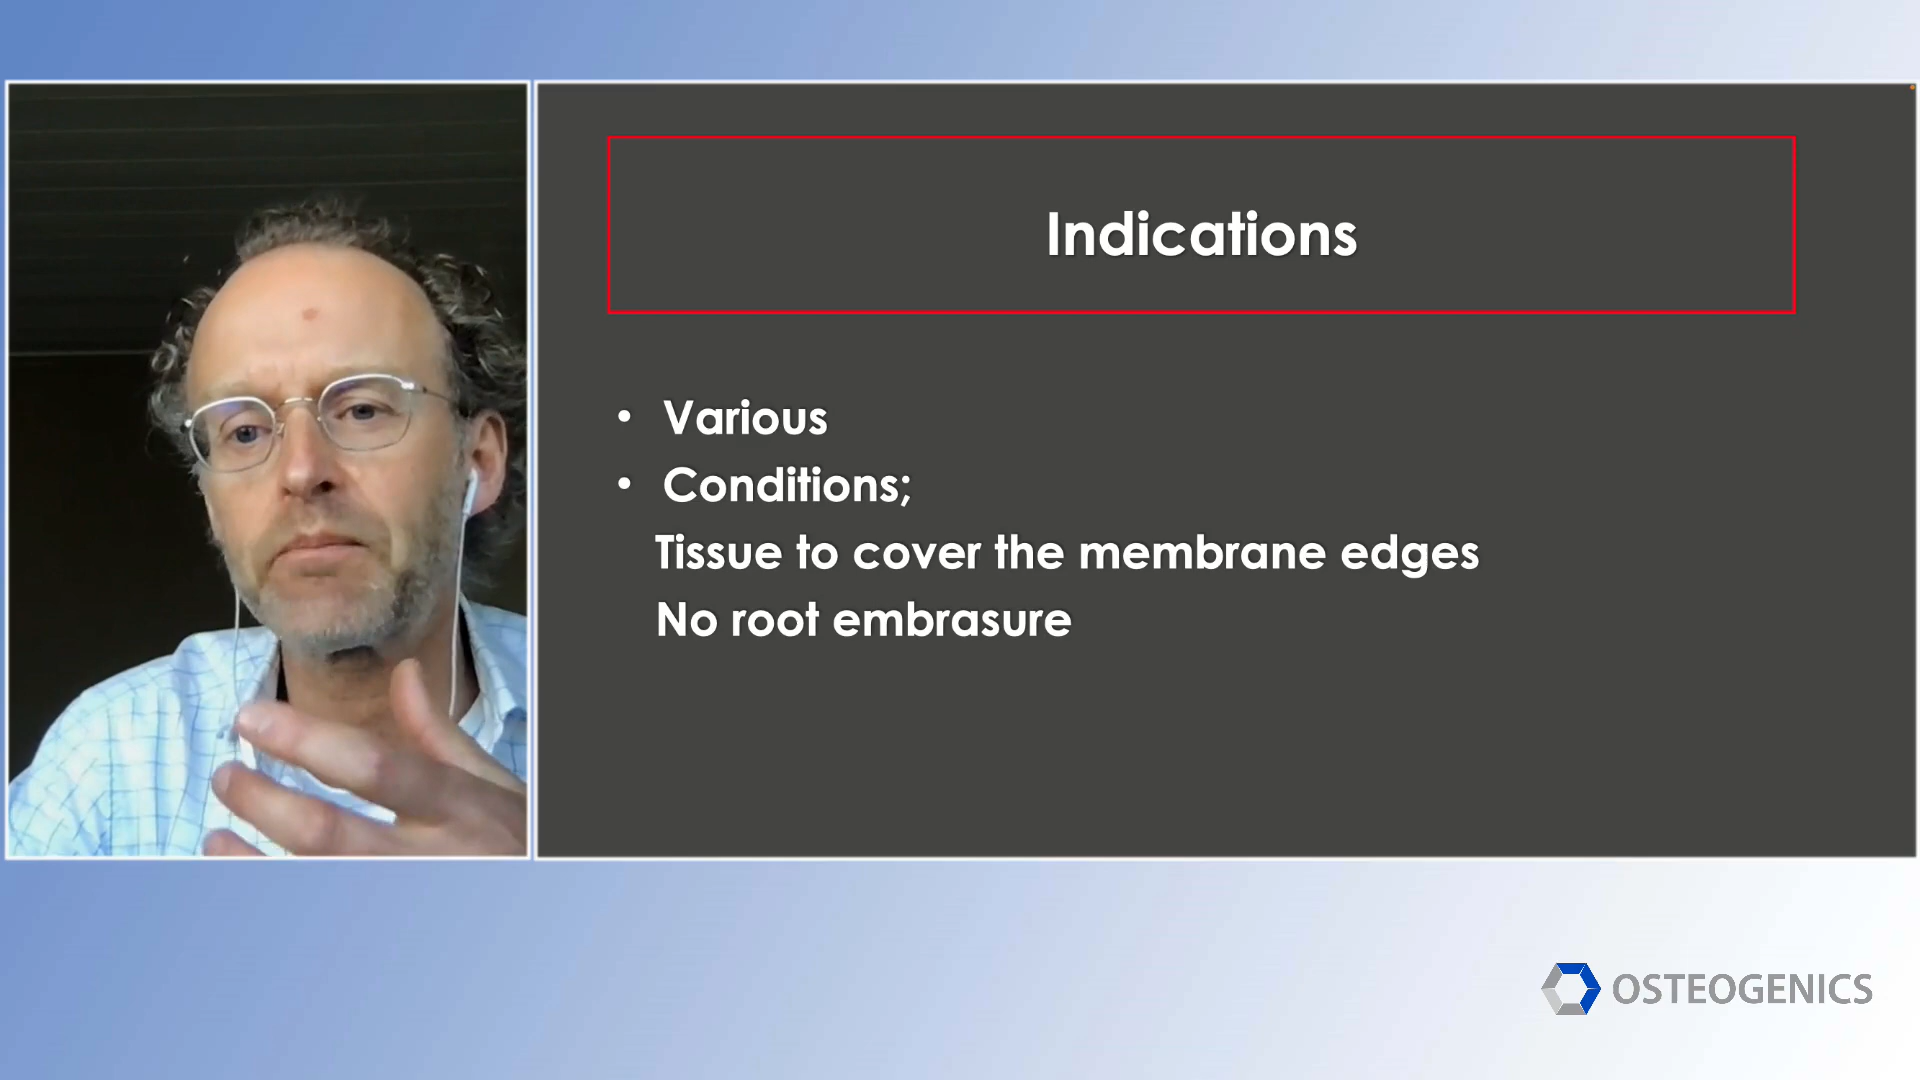 Indications
• Various
• Conditions;
Tissue to cover the membrane edges
No root embrasure
OSTEOGENICS